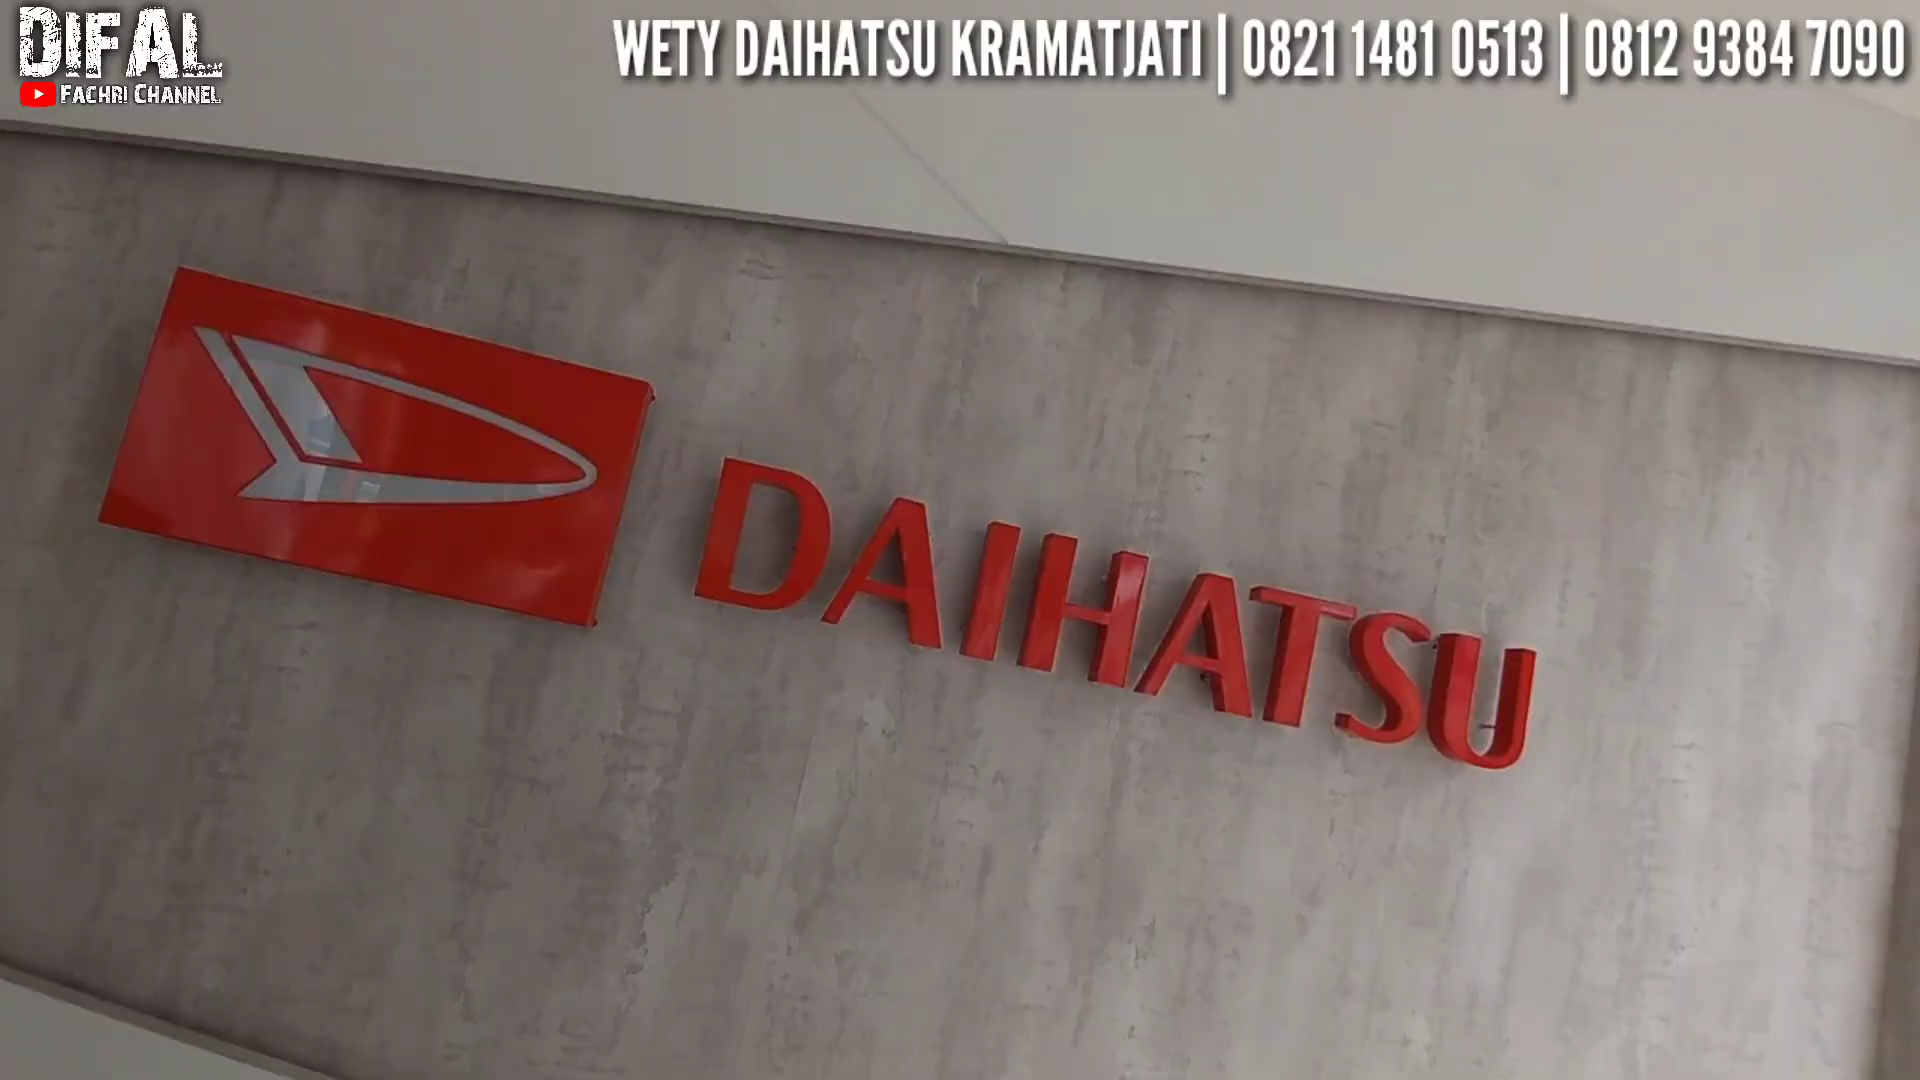 DIFAL
FACHRI CHANNEL
WETY DAIHATSU KRAMATJATI | 0821 1481 0513 | 0812 9384 7090
DAIHATSU